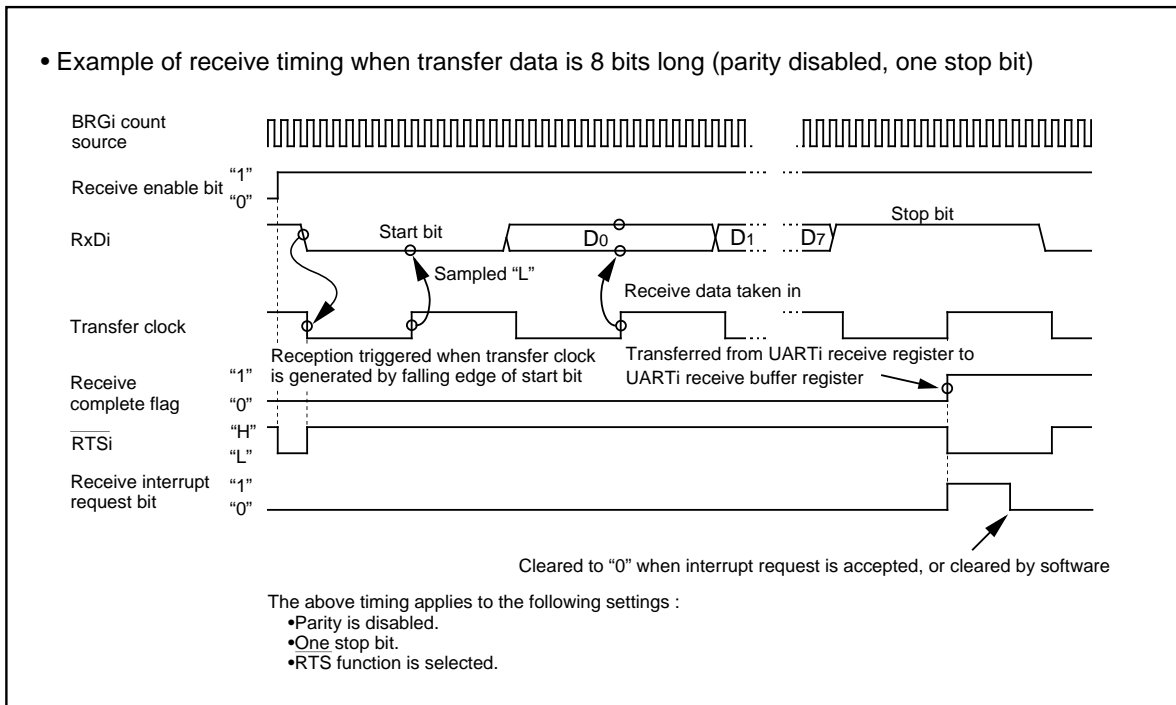 • Example of receive timing when transfer data is 8 bits long (parity disabled, one stop bit)
BRGi count
source
Receive enable bit
“1”
“0”
RxDi
Start bit
D0
D1
D7
Stop bit
Sampled “L”
Receive data taken in
Transfer clock
Reception triggered when transfer clock
is generated by falling edge of start bit
Transferred from UARTi receive register to
UARTi receive buffer register
Receive
complete flag
“1”
“0”
RTSi
“H”
“L”
Receive interrupt
request bit
“1”
“0”
Cleared to “0” when interrupt request is accepted, or cleared by software
The above timing applies to the following settings :
•Parity is disabled.
•One stop bit.
•RTS function is selected.